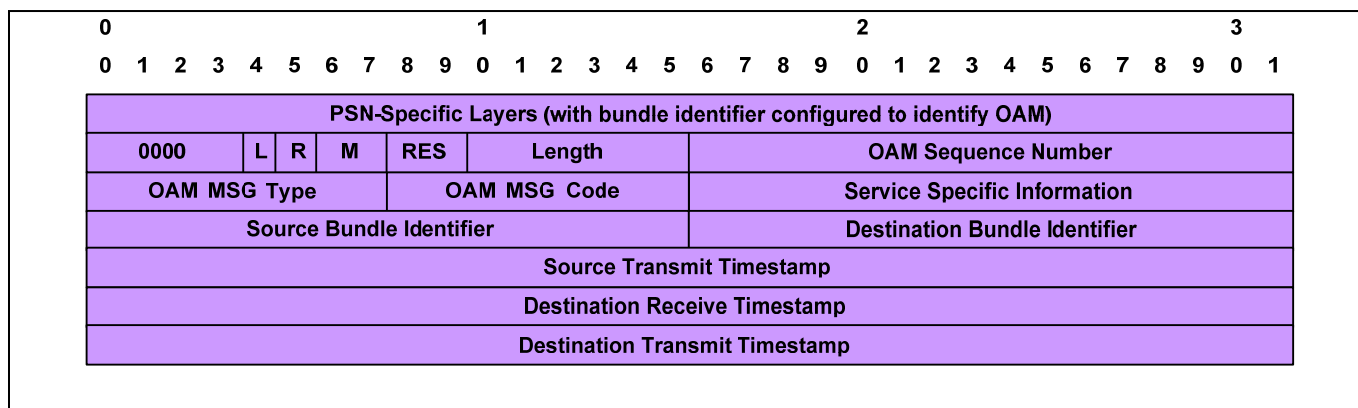 0 1 2 3
0 1 2 3 4 5 6 7 8 9 0 1 2 3 4 5 6 7 8 9 0 1 2 3 4 5 6 7 8 9 0 1
PSN-Specific Layers (with bundle identifier configured to identify OAM)
0000 L R M RES Length OAM Sequence Number
OAM MSG Type OAM MSG Code Service Specific Information
Source Bundle Identifier Destination Bundle Identifier
Source Transmit Timestamp
Destination Receive Timestamp
Destination Transmit Timestamp